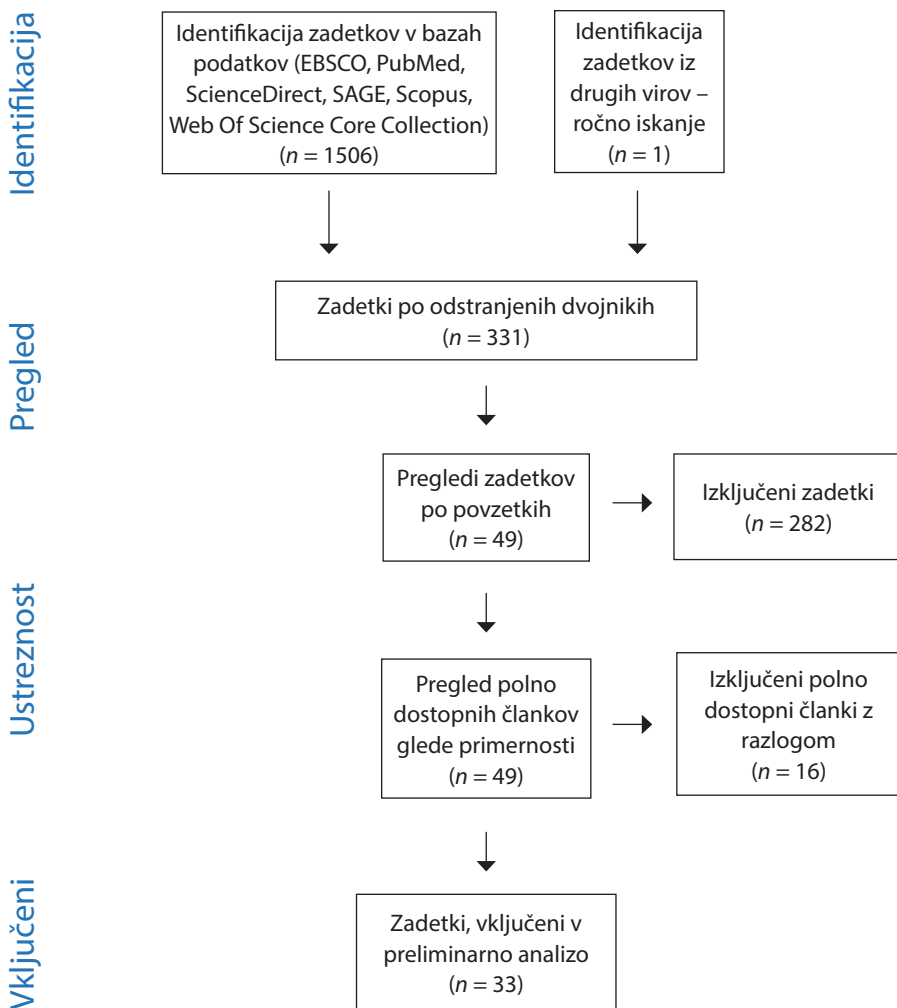 Identifikacija
Identifikacija zadetkov v bazah
podatkov (EBSCO, PubMed,
ScienceDirect, SAGE, Scopus,
Web Of Science Core Collection)
(n = 1506)
Identifikacija
zadetkov iz
drugih virov –
ročno iskanje
(n = 1)
Pregled
Zadetki po odstranjenih dvojnikih
(n = 331)
Pregledi zadetkov
po povzetkih
(n = 49)
Izključeni zadetki
(n = 282)
Ustreznost
Pregled polno
dostopnih člankov
glede primernosti
(n = 49)
Izključeni polno
dostopni članki z
razlogom
(n = 16)
Vključeni
Zadetki, vključeni v
preliminarno analizo
(n = 33)